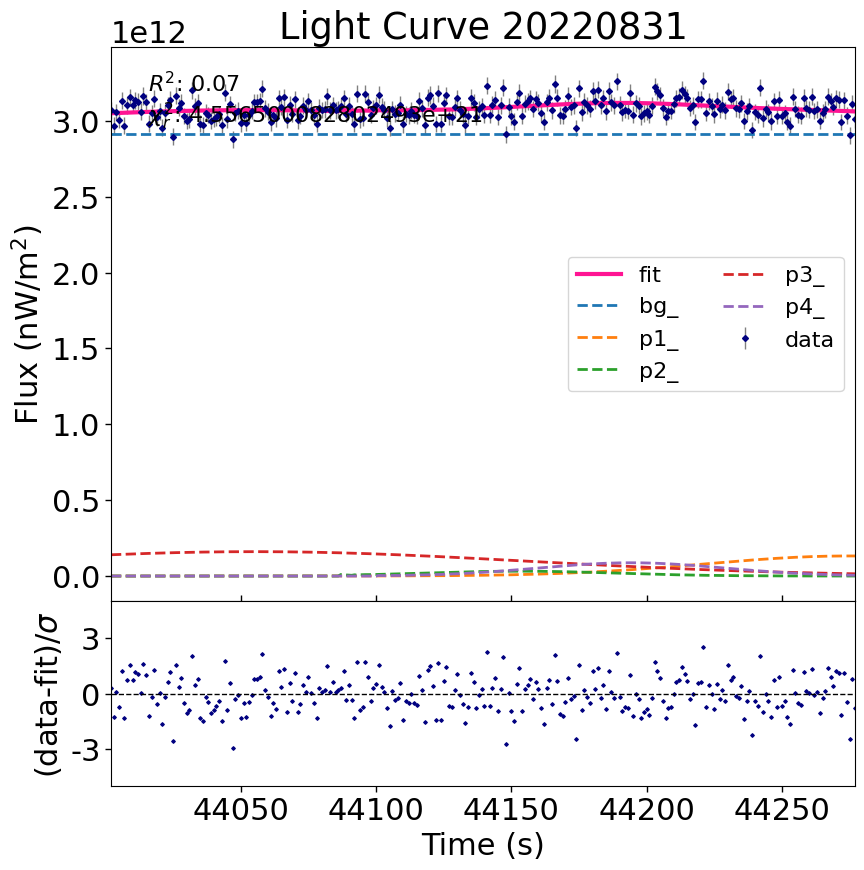 Light Curve 20220831
1e12
R²: 0.07
3.0
2.5
2.0
1.5
1.0
0.5
0.0
Flux (nW/m²)
fit
bg_
p1_
p2_
p3_
p4_
data
3
0
-3
(data-fit)/σ
44050 44100 44150 44200 44250
Time (s)